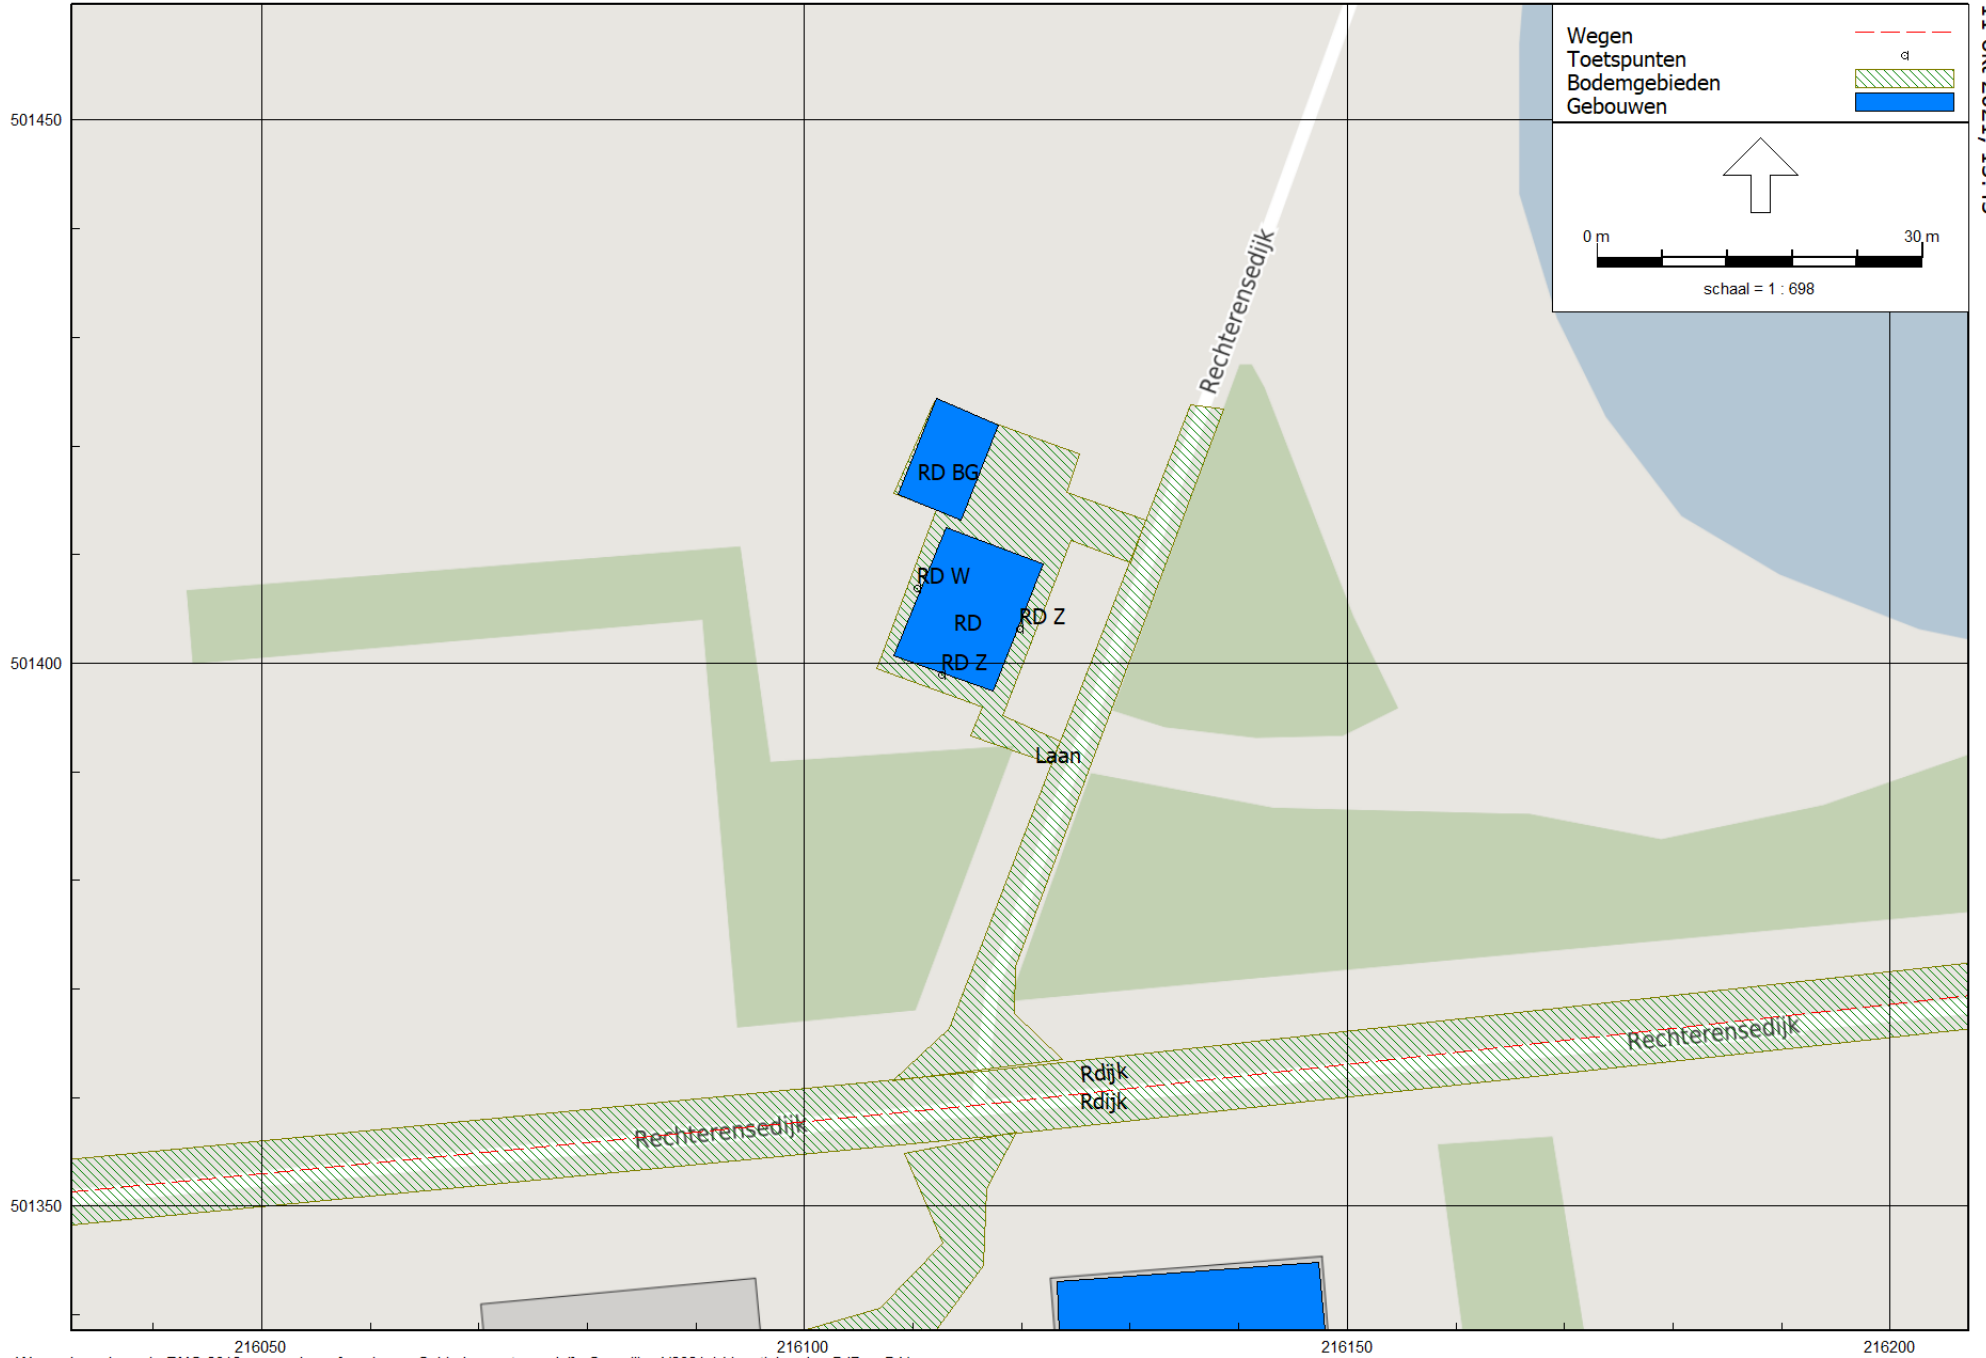 Wegen
Toetspunten
Bodemgebieden
Gebouwen
0 m 30 m
schaal = 1 : 698
501450
Rechterensedijk
RD BG
RD W
RD Z
RD
501400
RD Z
Laan
Rdijk
Rechterensedijk
Rdijk
Rechterensedijk
501350
216050 216100 216150 216200